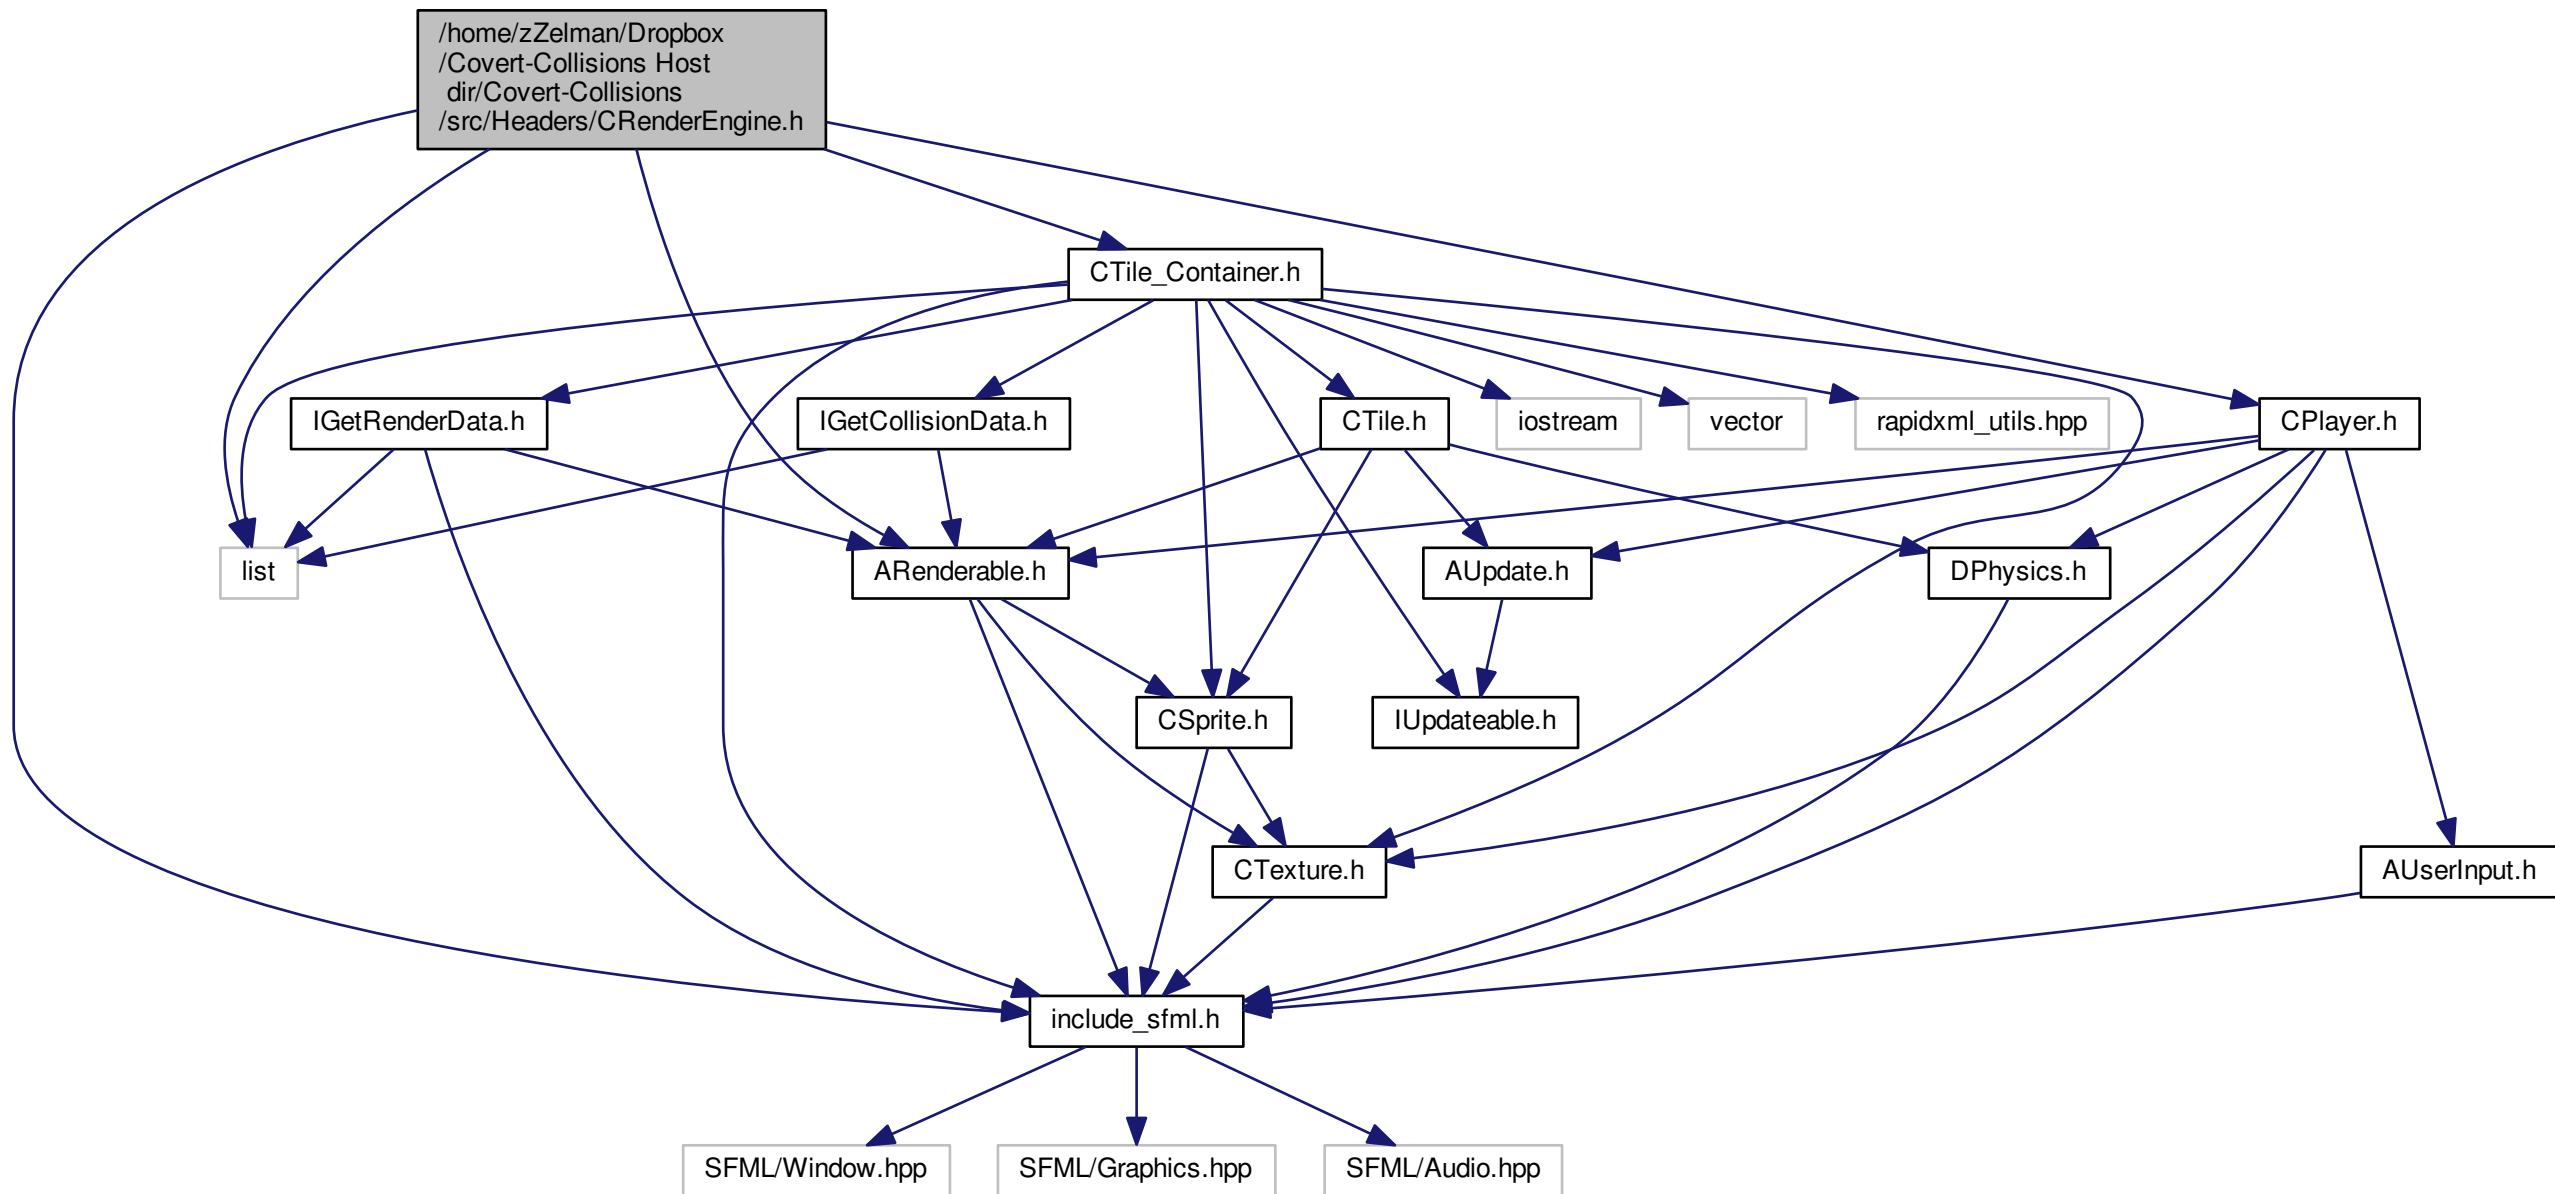 /home/zZelman/Dropbox
/Covert-Collisions Host
dir/Covert-Collisions
/src/Headers/CRenderEngine.h
CTile_Container.h
IGetRenderData.h
IGetCollisionData.h
CTile.h
iostream
vector
rapidxml_utils.hpp
CPlayer.h
list
ARenderable.h
AUpdate.h
DPhysics.h
CSprite.h
IUpdateable.h
CTexture.h
AUserInput.h
include_sfml.h
SFML/Window.hpp
SFML/Graphics.hpp
SFML/Audio.hpp